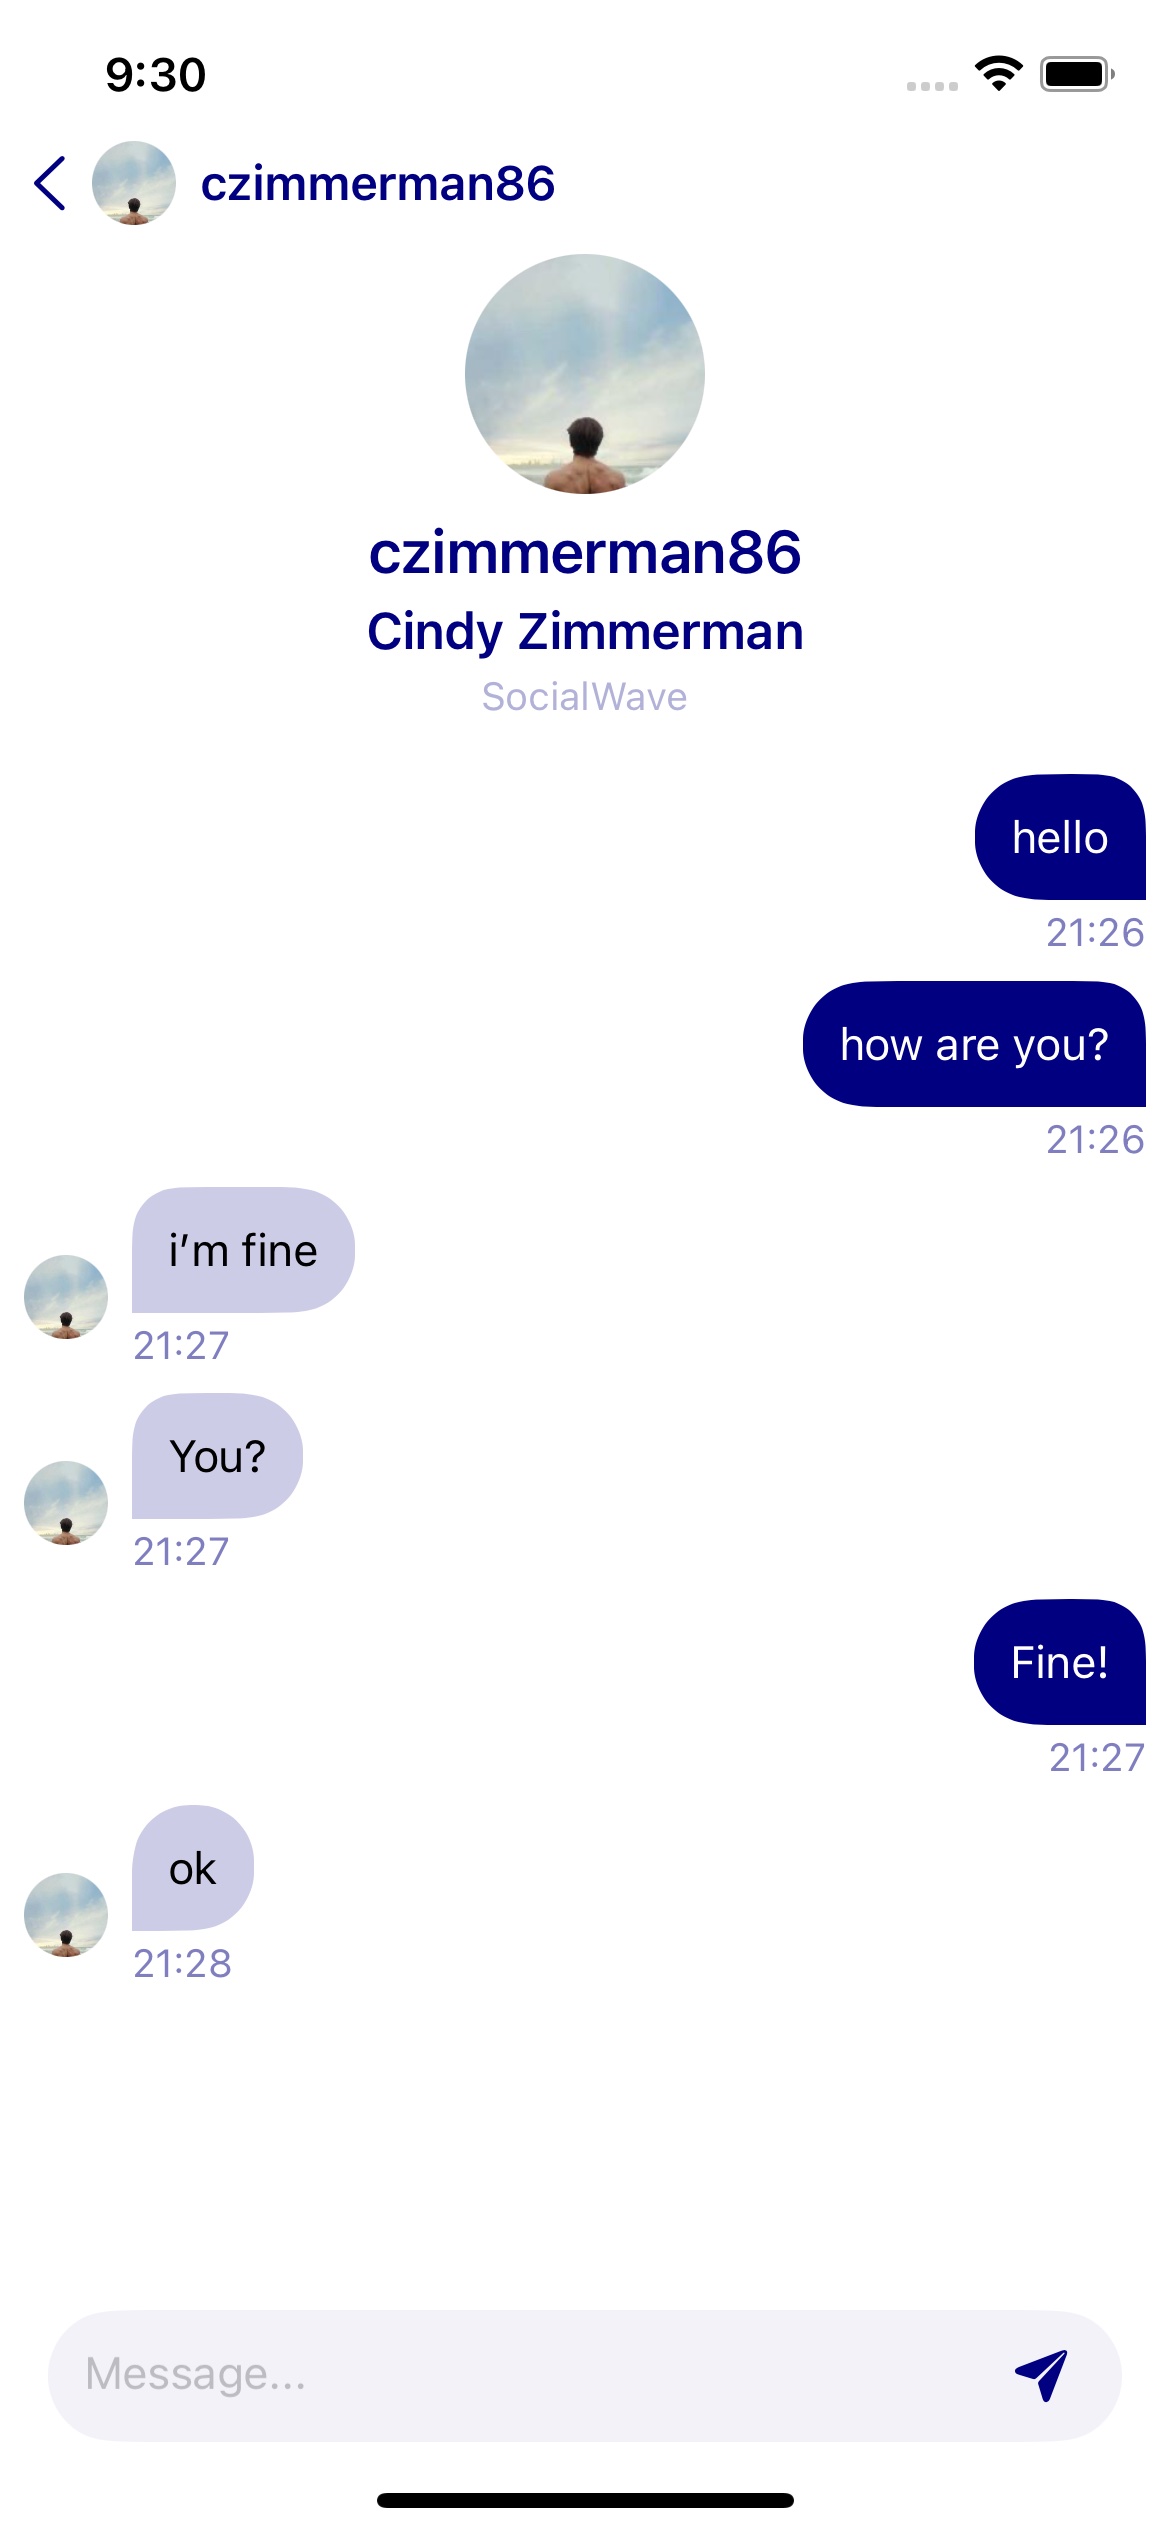 9:30
czimmerman86
czimmerman86
Cindy Zimmerman
SocialWave
hello
21:26
how are you?
21:26
i’m fine
21:27
You?
21:27
Fine!
21:27
ok
21:28
Message...